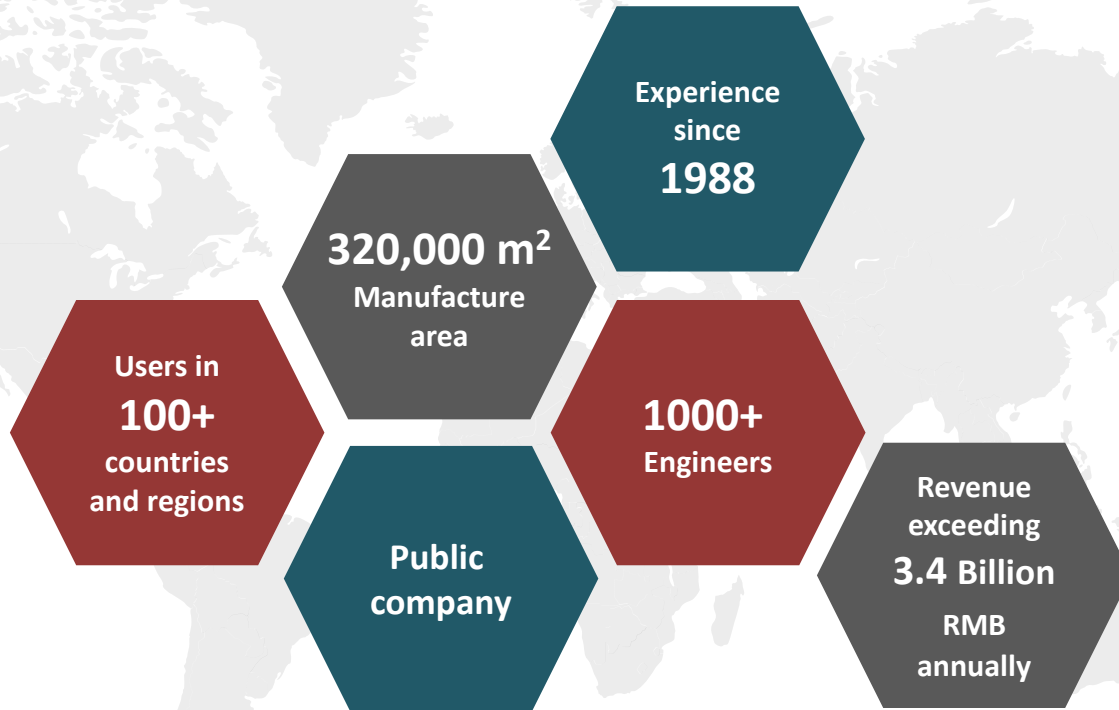 Experience
since
1988
320,000 m²
Manufacture
area
Users in
100+
countries
and regions
1000+
Engineers
Public
company
Revenue
exceeding
3.4 Billion
RMB
annually